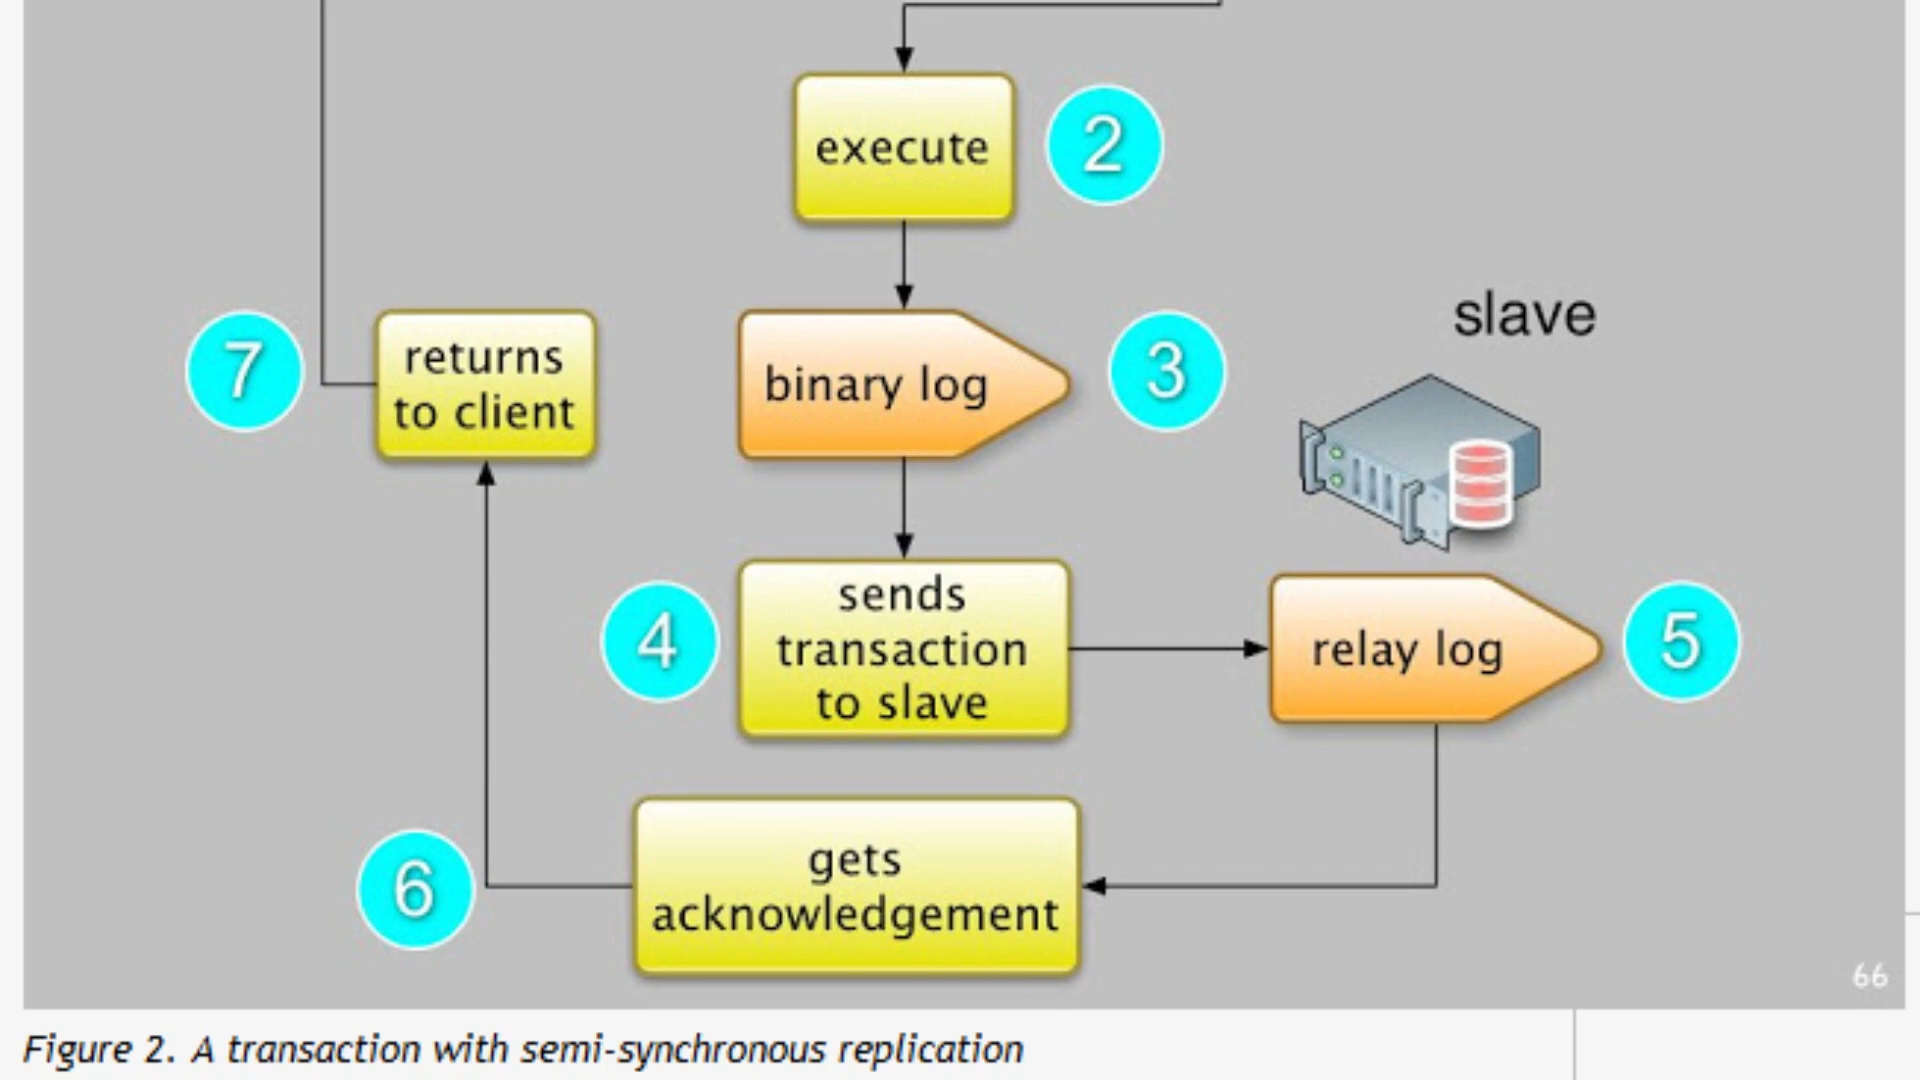 execute
2
7
returns
to client
binary log
3
slave
4
sends
transaction
to slave
relay log
5
6
gets
acknowledgement
66
Figure 2. A transaction with semi-synchronous replication